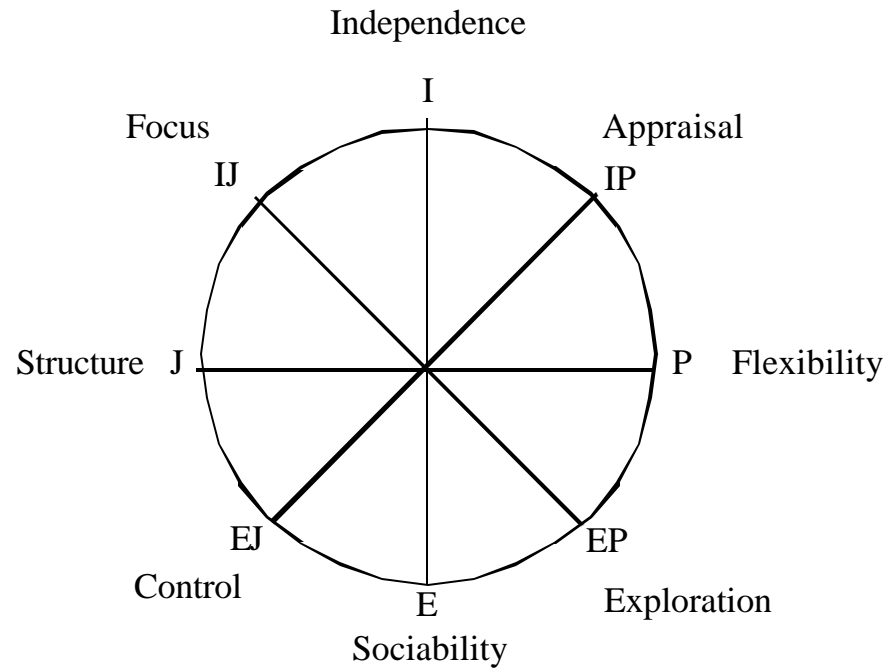 Independence
I
Focus
Appraisal
IJ
IP
Structure J
P Flexibility
EJ
EP
Control
E
Exploration
Sociability